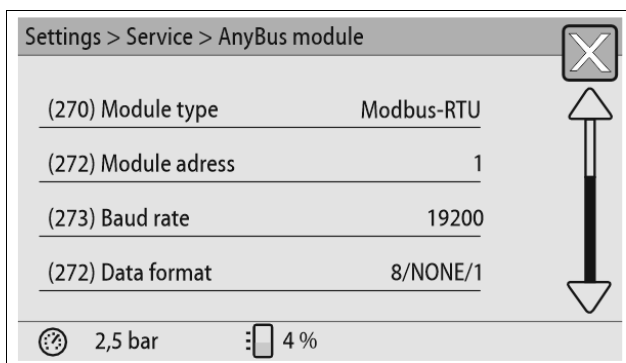 Settings > Service > AnyBus module
(270) Module type Modbus-RTU
(272) Module adress 1
(273) Baud rate 19200
(272) Data format 8/NONE/1
2,5 bar 4 %